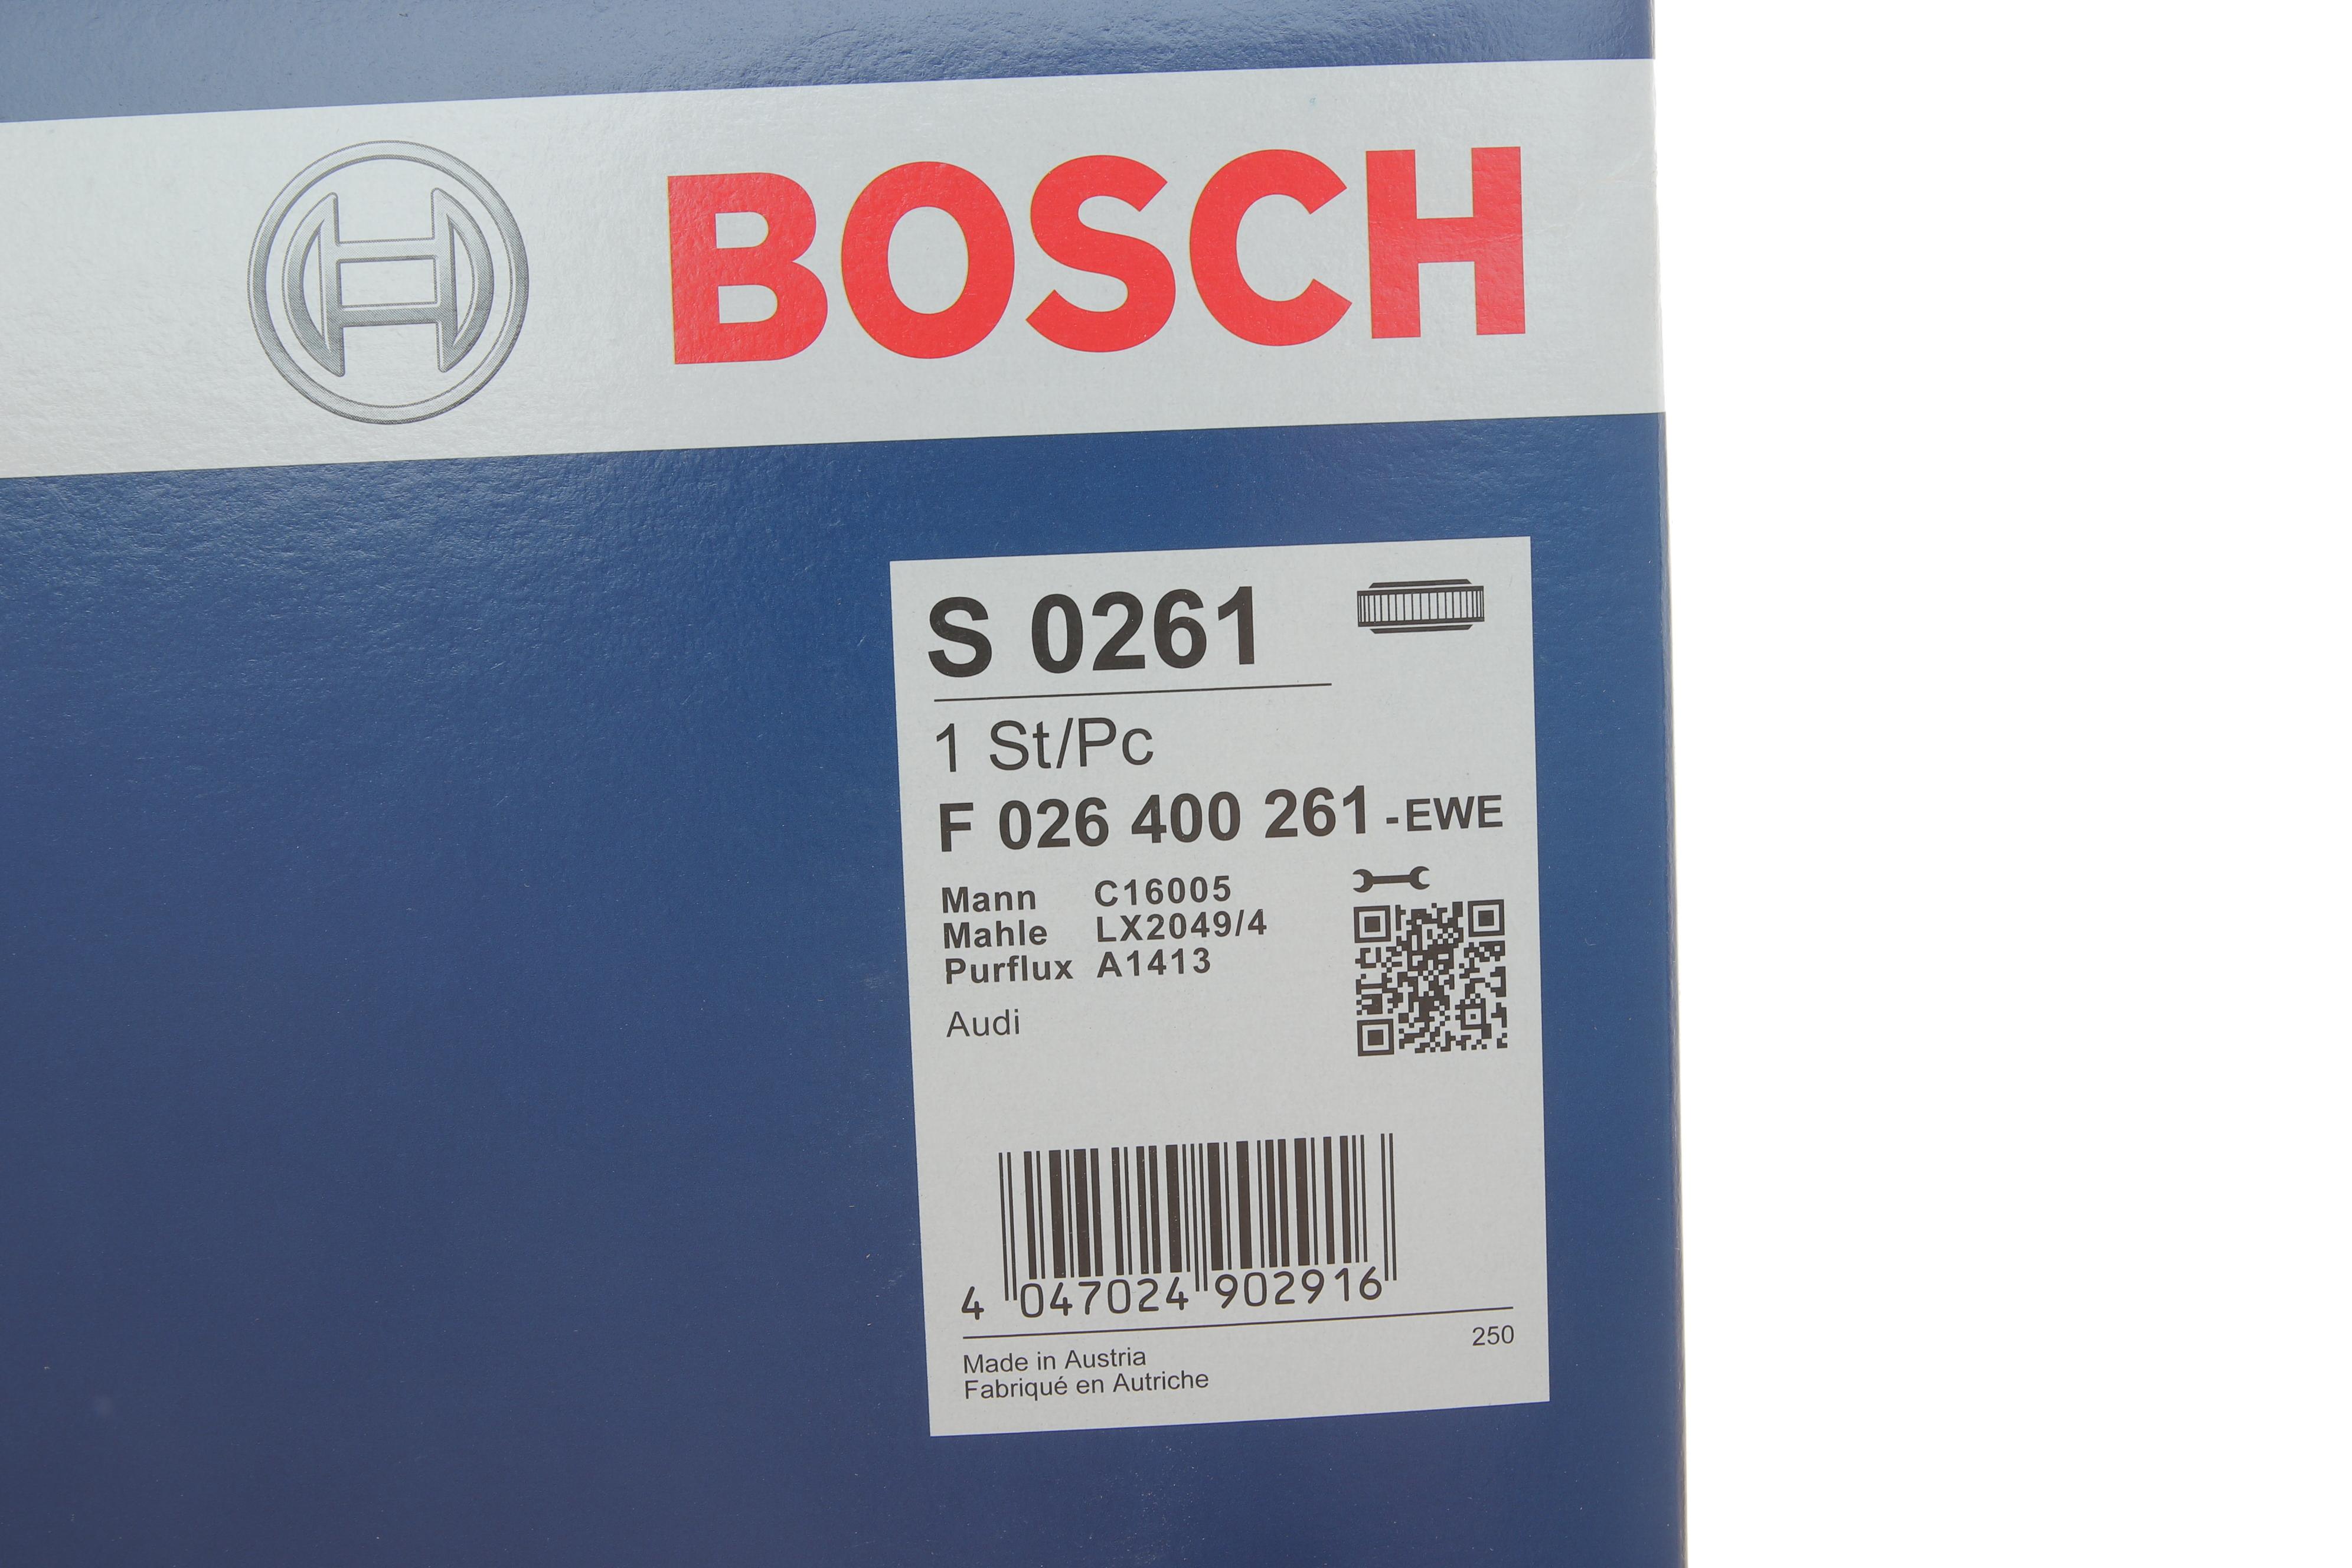 BOSCH
S 0261
1 St/Pc
F 026 400 261 -EWE
Mann C16005
Mahle LX2049/4
Purflux A1413
Audi
4 047024 902916
250
Made in Austria
Fabriqué en Autriche